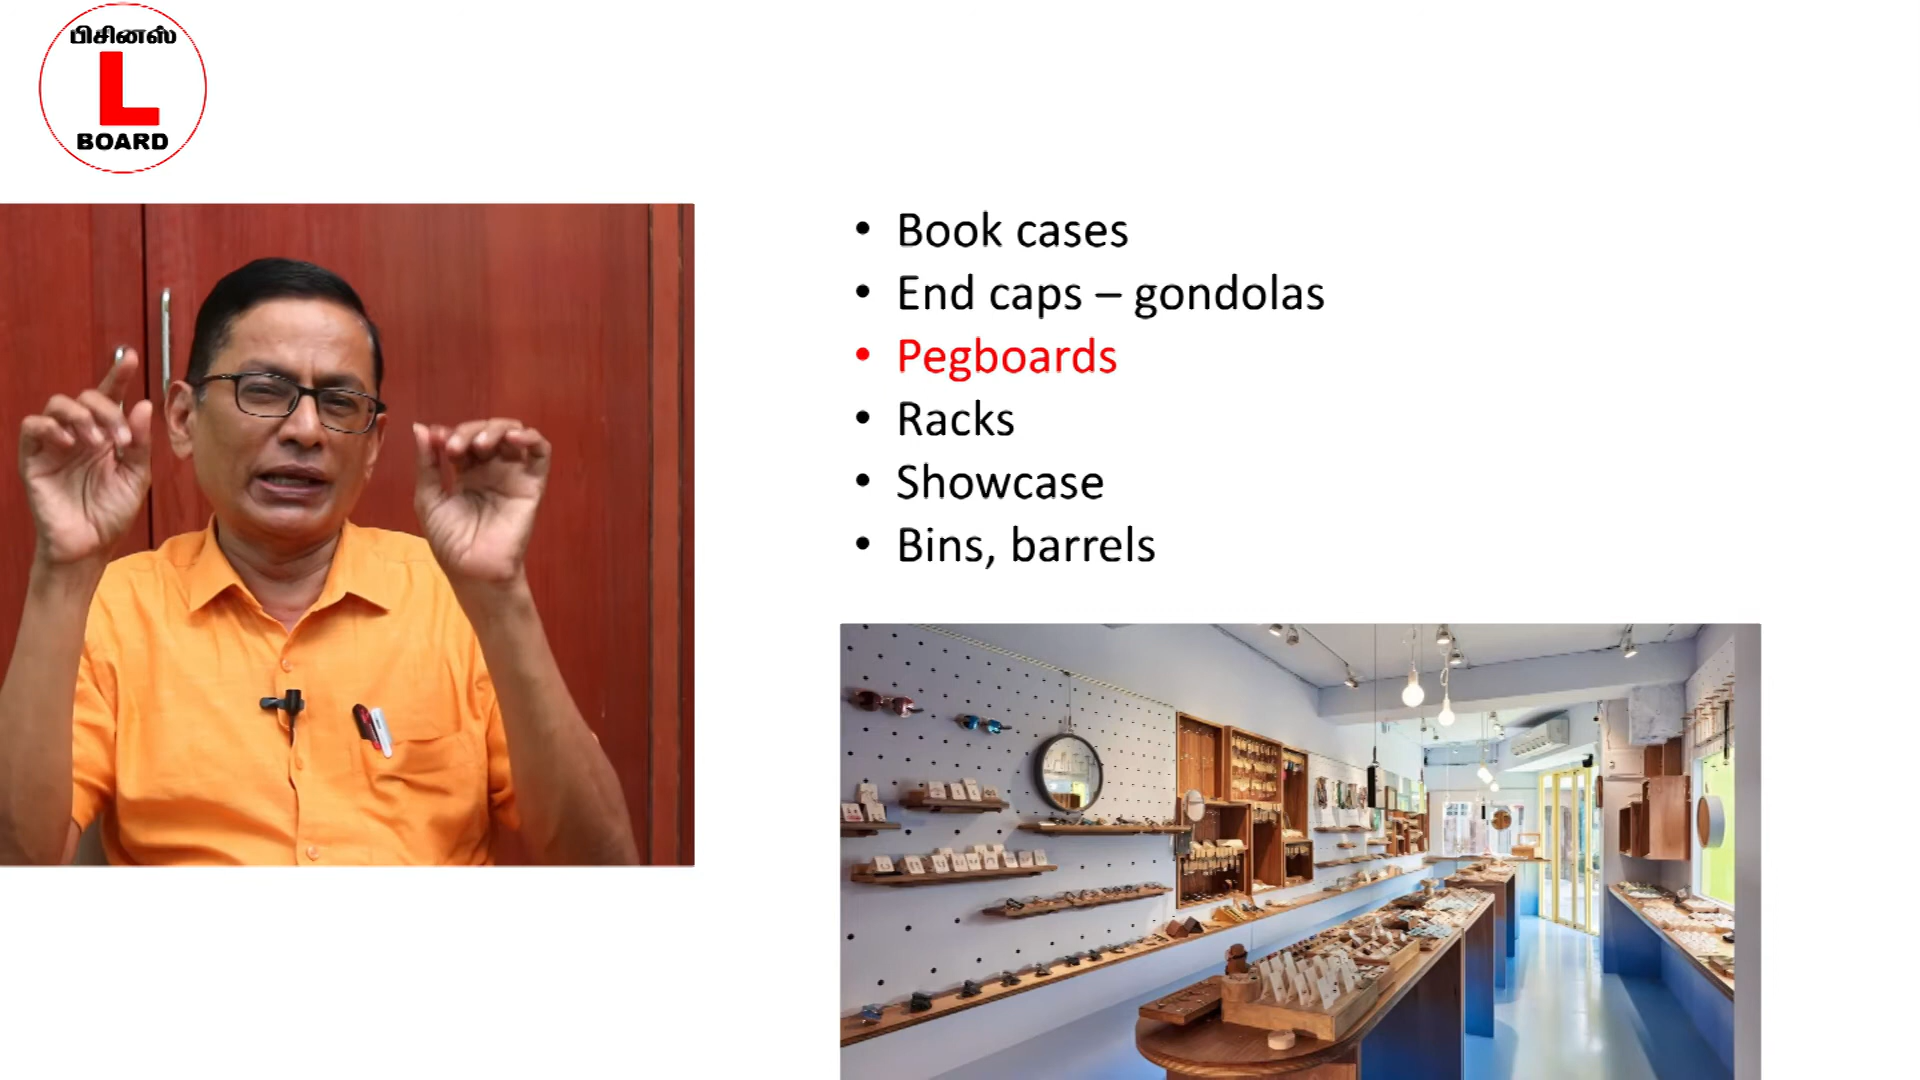 பிசினஸ்
L
BOARD
• Book cases
• End caps – gondolas
• Pegboards
• Racks
• Showcase
• Bins, barrels